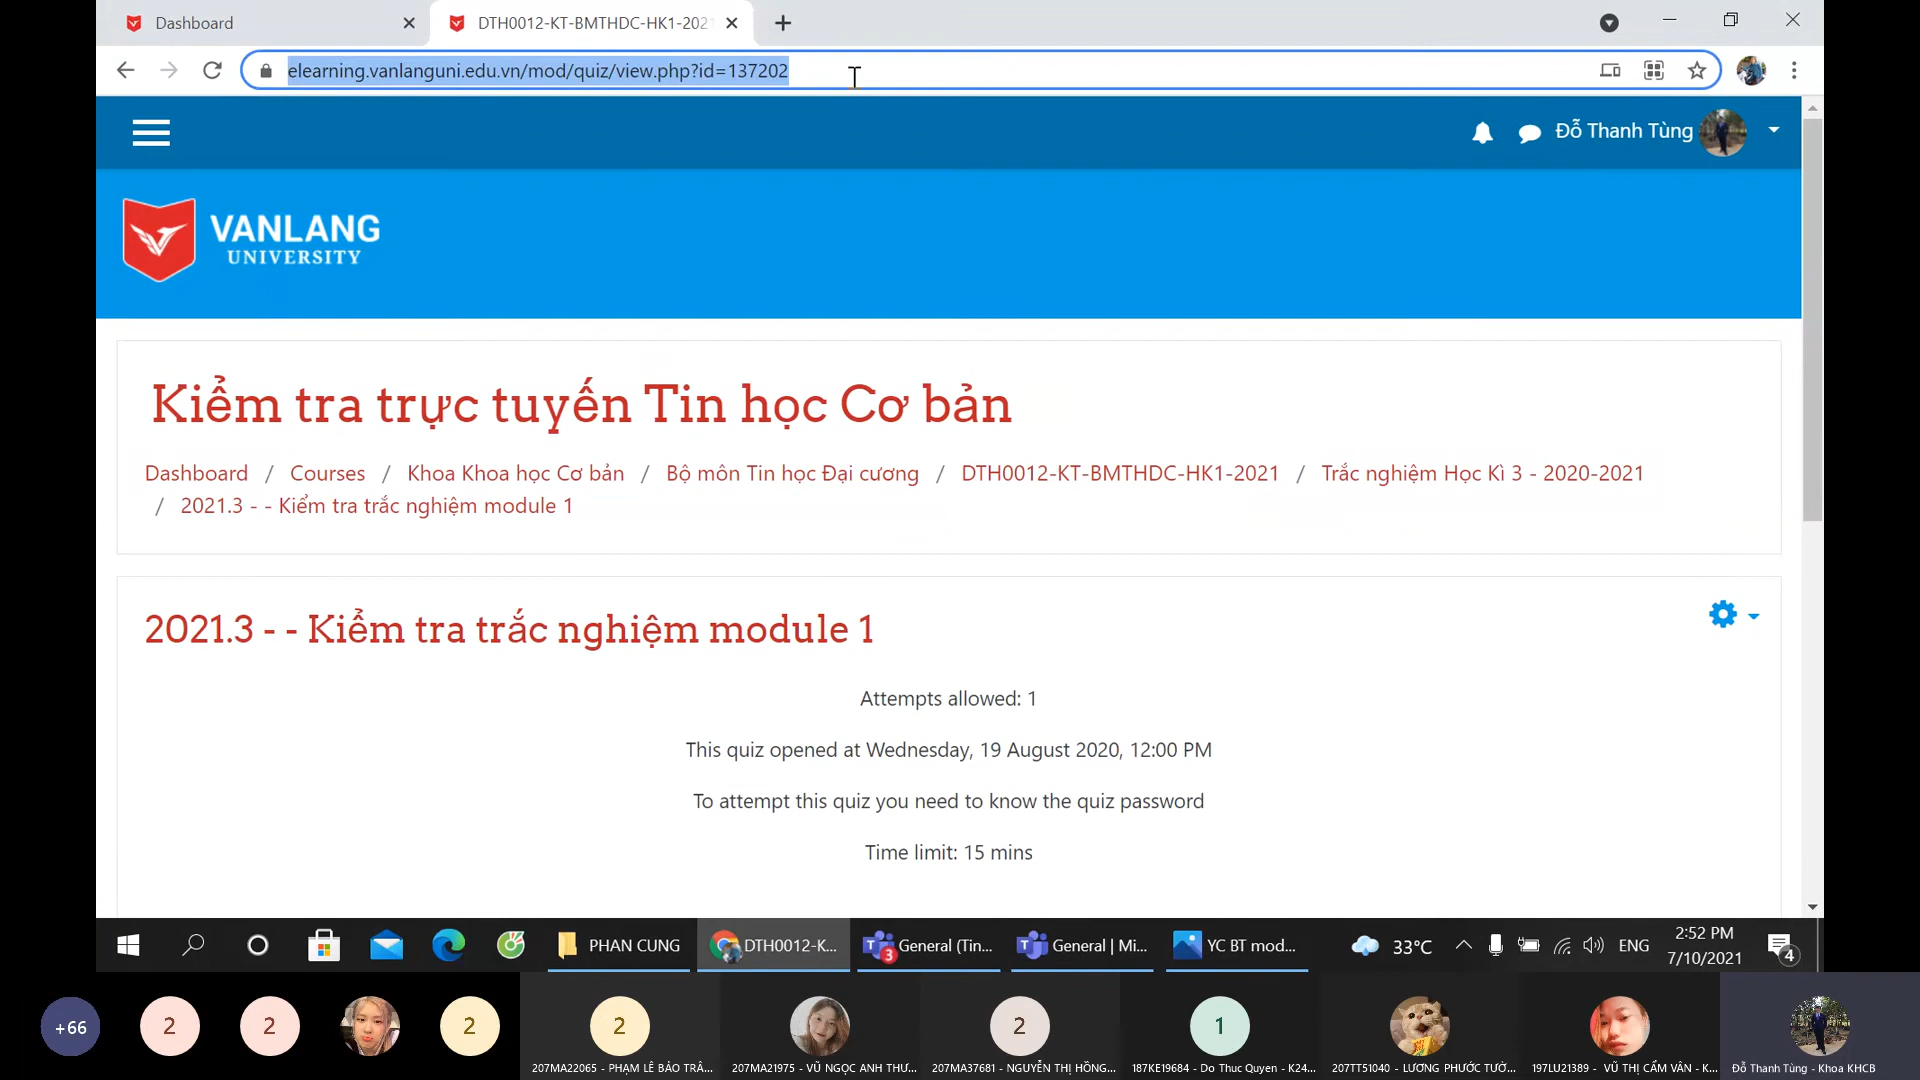 Dashboard
DTH0012-KT-BMTHDC-HK1-202
elearning.vanlanguni.edu.vn/mod/quiz/view.php?id=137202
Đỗ Thanh Tùng
VANLANG
UNIVERSITY
Kiểm tra trực tuyến Tin học Cơ bản
Dashboard / Courses / Khoa Khoa học Cơ bản / Bộ môn Tin học Đại cương / DTH0012-KT-BMTHDC-HK1-2021 / Trắc nghiệm Học Kì 3 - 2020-2021
/ 2021.3 - - Kiểm tra trắc nghiệm module 1
2021.3 - - Kiểm tra trắc nghiệm module 1
Attempts allowed: 1
This quiz opened at Wednesday, 19 August 2020, 12:00 PM
To attempt this quiz you need to know the quiz password
Time limit: 15 mins
PHAN CUNG
DTH0012-K...
3
General (Tin...
General | Mi...
YC BT mod...
33°C
ENG
2:52 PM
7/10/2021
4
+66
2
2
2
2
2
1
207MA22065 - PHẠM LÊ BẢO TRÂ...
207MA21975 - VŨ NGỌC ANH THƯ...
207MA37681 - NGUYỄN THỊ HỒNG...
187KE19684 - Do Thuc Quyen - K24...
207TT51040 - LƯƠNG PHƯỚC TƯỜ...
197LU21389 - VŨ THỊ CẨM VÂN - K...
Đỗ Thanh Tùng - Khoa KHCB